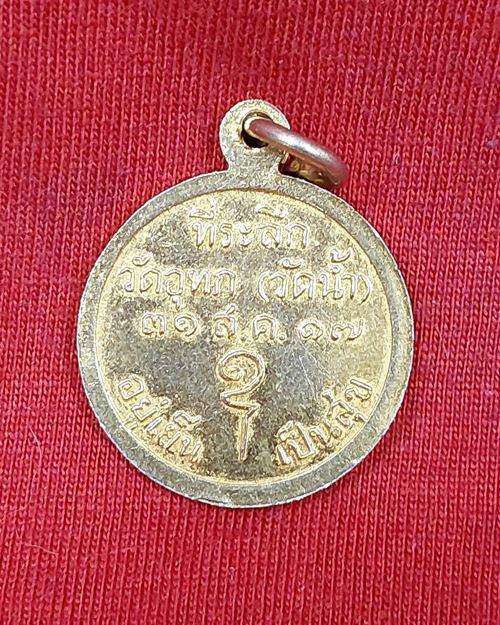 ที่ระลึก
วัดอุทก (วัดน้ำ)
๓๑ ส.ค. ๑๗
อยู่เย็น เป็นสุข